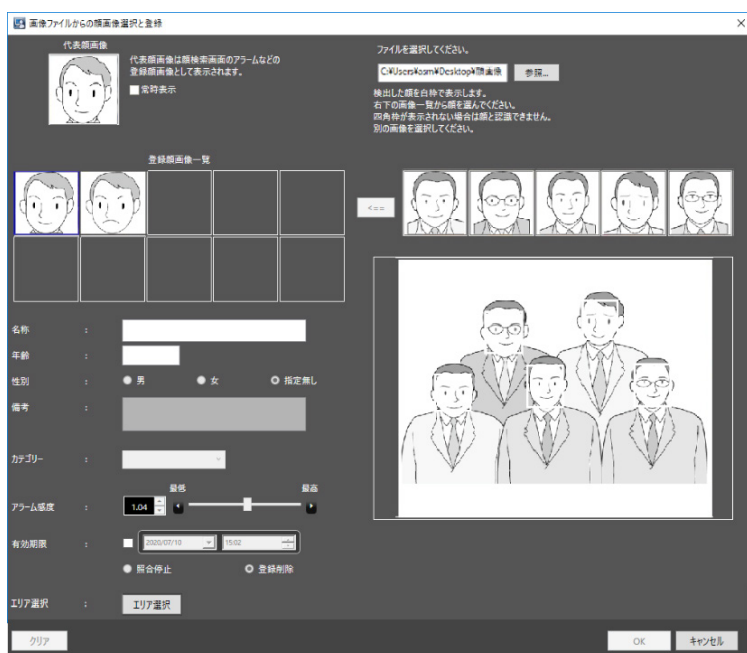 画像ファイルからの顔画像選択と登録
代表顔画像
代表顔画像は顔検索画面のアラームなどの
登録顔画像として表示されます。
常時表示
ファイルを選択してください。
C:¥Users¥asm¥Desktop¥顔画像
参照...
検出した顔を白枠で表示します。
右下の画像一覧から顔を選んでください。
四角枠が表示されない場合は顔と認識できません。
別の画像を選択してください。
登録顔画像一覧
<==
名称 :
年齢 :
性別 : 男 女 指定無し
備考 :
カテゴリー :
最低 最高
アラーム感度 : 1.04
有効期限 : 2020/07/10 15:02
照合停止 登録削除
エリア選択 : エリア選択
クリア OK キャンセル